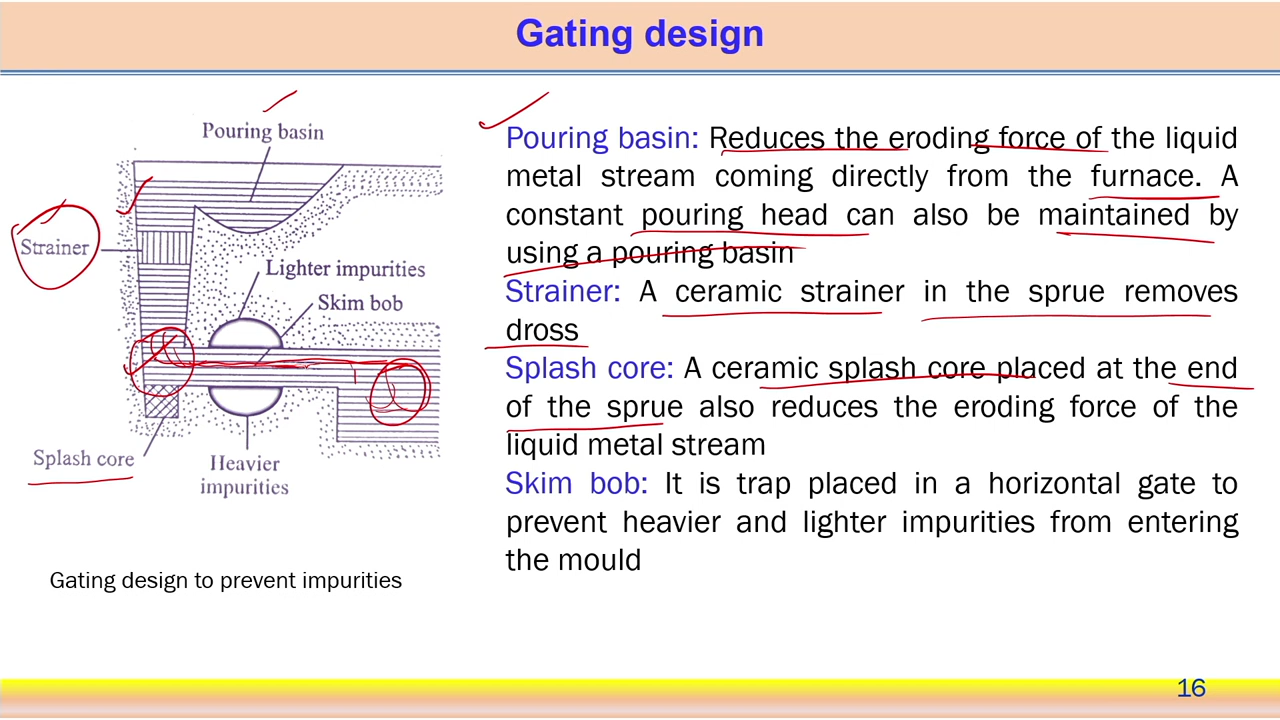 Gating design
Pouring basin
Strainer
Lighter impurities
Skim bob
Splash core
Heavier
impurities
Gating design to prevent impurities
Pouring basin: Reduces the eroding force of the liquid
metal stream coming directly from the furnace. A
constant pouring head can also be maintained by
using a pouring basin
Strainer: A ceramic strainer in the sprue removes
dross
Splash core: A ceramic splash core placed at the end
of the sprue also reduces the eroding force of the
liquid metal stream
Skim bob: It is trap placed in a horizontal gate to
prevent heavier and lighter impurities from entering
the mould
16